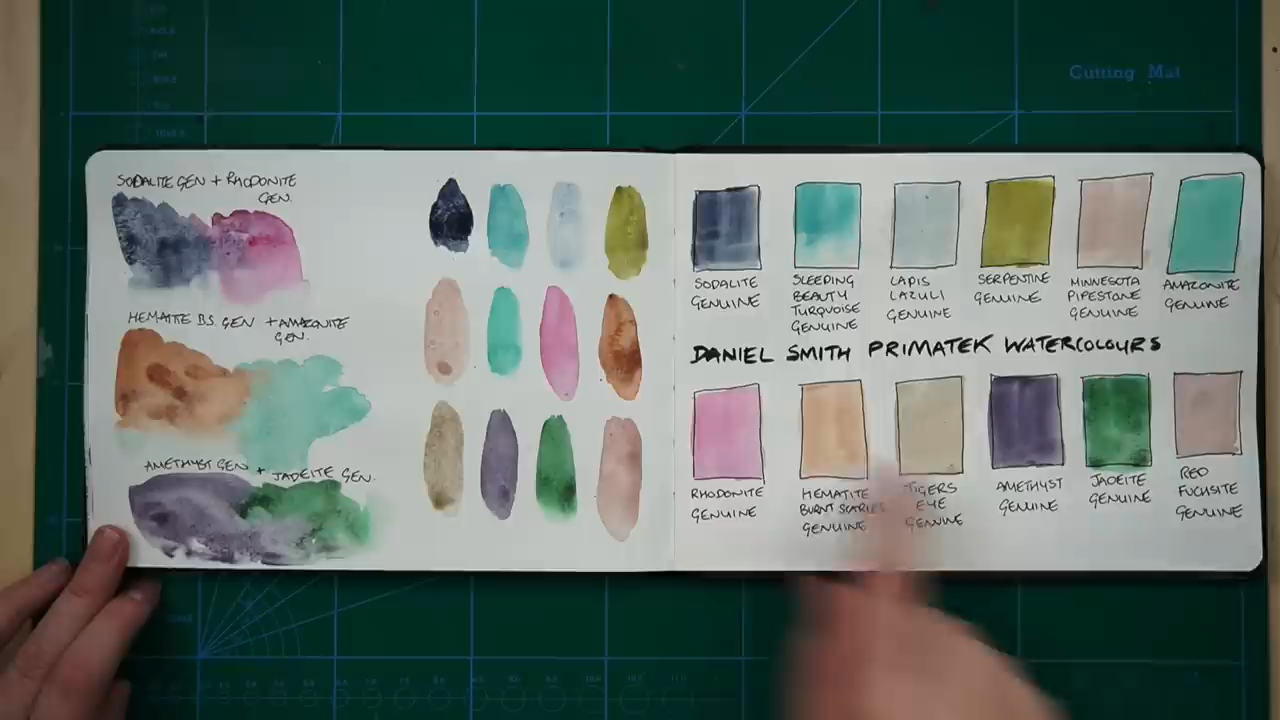 Cutting Mat
SODALITE GEN + RHODONITE
GEN.
HEMATITE B.S. GEN + AMAZONITE
GEN.
AMETHYST GEN + JADEITE GEN.
SODALITE
GENUINE
SLEEPING
BEAUTY
TURQUOISE
GENUINE
LAPIS
LAZULI
GENUINE
SERPENTINE
GENUINE
MINNESOTA
PIPESTONE
GENUINE
AMAZONITE
GENUINE
DANIEL SMITH PRIMATEK WATERCOLOURS
RHODONITE
GENUINE
HEMATITE
BURNT
GENUINE
TIGERS
EYE
GENUINE
AMETHYST
GENUINE
JADEITE
GENUINE
RED
FUCHSITE
GENUINE